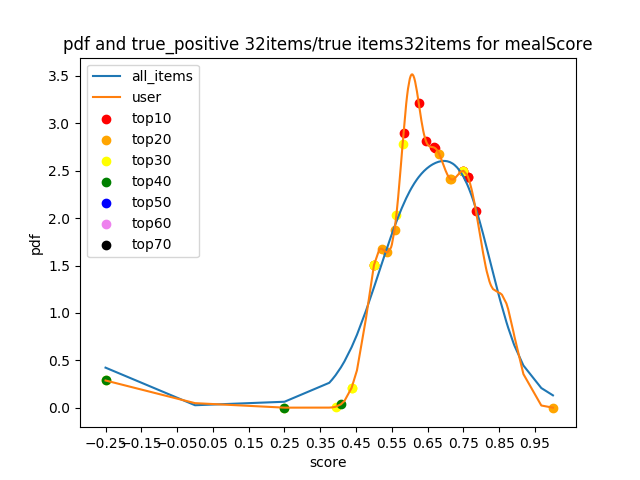 pdf and true_positive 32items/true items32items for mealScore
all_items
user
top10
top20
top30
top40
top50
top60
top70
pdf
3.5
3.0
2.5
2.0
1.5
1.0
0.5
0.0
−0.25 −0.15 −0.05 0.05 0.15 0.25 0.35 0.45 0.55 0.65 0.75 0.85 0.95
score